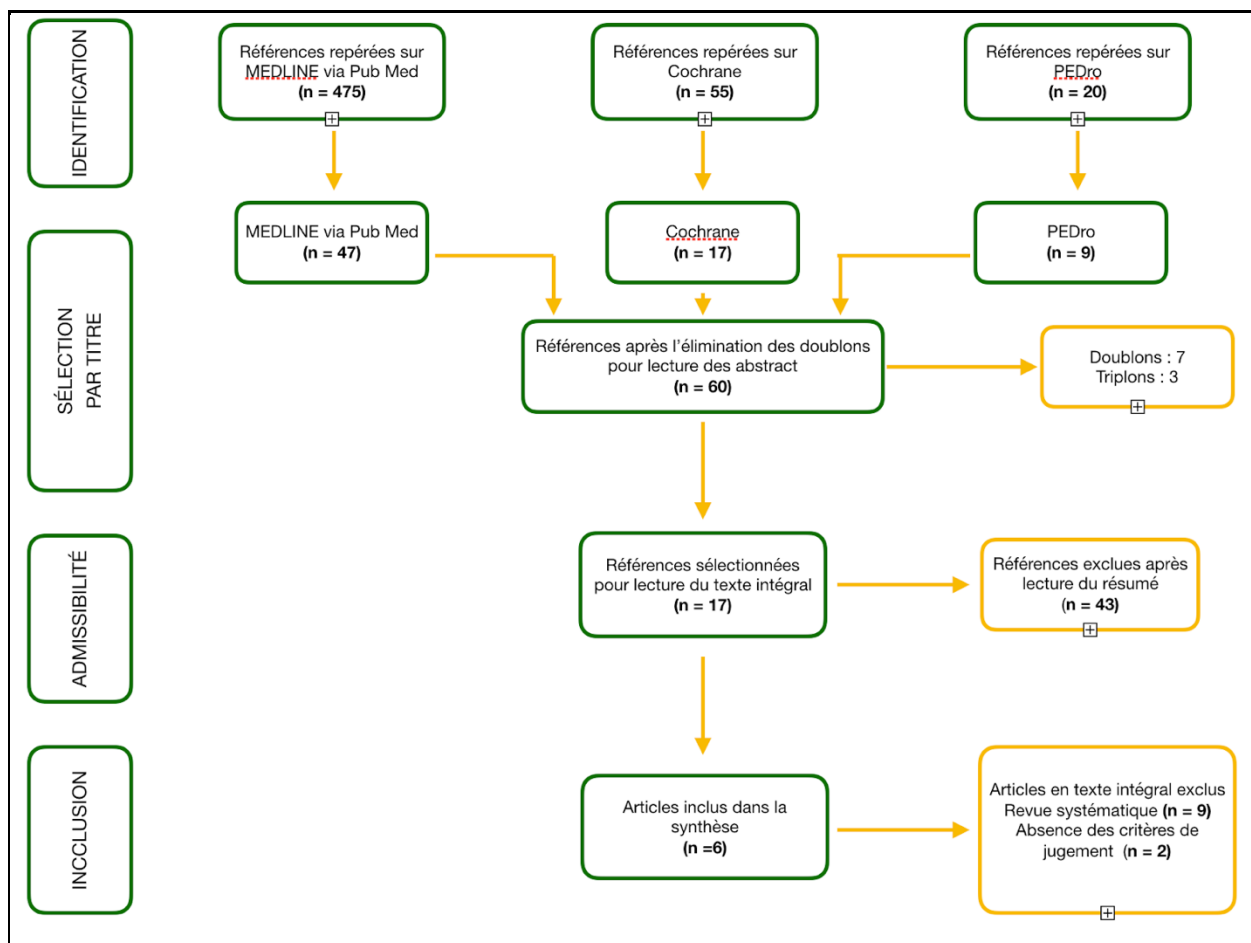 IDENTIFICATION
Références repérées sur
MEDLINE via Pub Med
(n = 475)
Références repérées sur
Cochrane
(n = 55)
Références repérées sur
PEDro
(n = 20)
SÉLECTION
PAR TITRE
MEDLINE via Pub Med
(n = 47)
Cochrane
(n = 17)
PEDro
(n = 9)
Références après l'élimination des doublons
pour lecture des abstract
(n = 60)
Doublons : 7
Triplons : 3
ADMISSIBILITÉ
Références sélectionnées
pour lecture du texte intégral
(n = 17)
Références exclues après
lecture du résumé
(n = 43)
INCCLUSION
Articles inclus dans la
synthèse
(n =6)
Articles en texte intégral exclus
Revue systématique (n = 9)
Absence des critères de
jugement (n = 2)